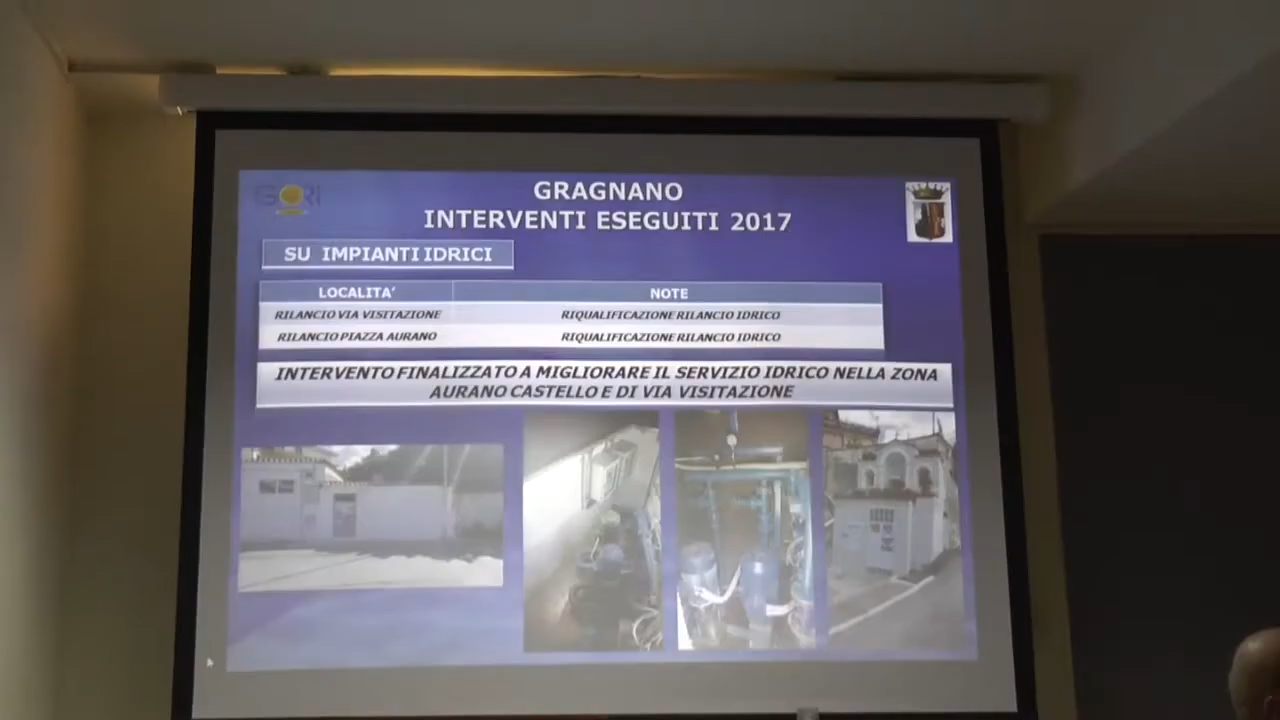 GORI
GRAGNANO
INTERVENTI ESEGUITI 2017
SU IMPIANTI IDRICI
LOCALITA' NOTE
RILANCIO VIA VISITAZIONE RIQUALIFICAZIONE RILANCIO IDRICO
RILANCIO PIAZZA AURANO RIQUALIFICAZIONE RILANCIO IDRICO
INTERVENTO FINALIZZATO A MIGLIORARE IL SERVIZIO IDRICO NELLA ZONA
AURANO CASTELLO E DI VIA VISITAZIONE